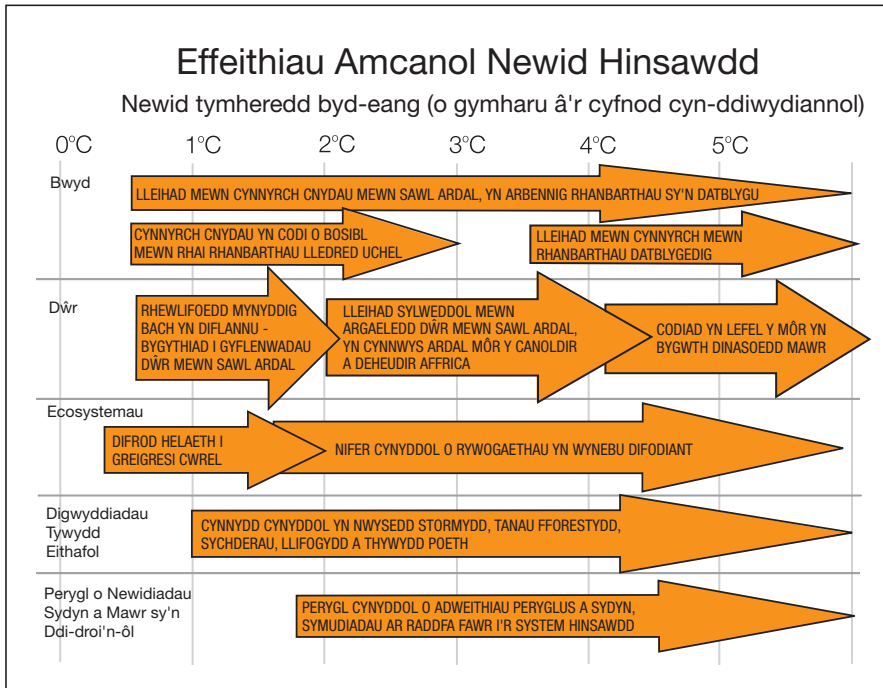 Effeithiau Amcanol Newid Hinsawdd
Newid tymheredd byd-eang (o gymharu â'r cyfnod cyn-ddiwydiannol)
0°C 1°C 2°C 3°C 4°C 5°C
Bwyd
LLEIHAD MEWN CYNNYRCH CNYDAU MEWN SAWL ARDAL, YN ARBENNIG RHANBARTHAU SY'N DATBLYGU
CYNNYRCH CNYDAU YN CODI O BOSIBL
MEWN RHAI RHANBARTHAU LLEDRED UCHEL
LLEIHAD MEWN CYNNYRCH MEWN
RHANBARTHAU DATBLYGEDIG
Dŵr
RHEWLIFOEDD MYNYDDIG
BACH YN DIFLANNU -
BYGYTHIAD I GYFLENWADAU
DŴR MEWN SAWL ARDAL
LLEIHAD SYLWEDDOL MEWN
ARGAELEDD DŴR MEWN SAWL ARDAL,
YN CYNNWYS ARDAL MÔR Y CANOLDIR
A DEHEUDIR AFFRICA
CODIAD YN LEFEL Y MÔR YN
BYGWTH DINASOEDD MAWR
Ecosystemau
DIFROD HELAETH I
GREIGRESI CWREL
NIFER CYNYDDOL O RYWOGAETHAU YN WYNEBU DIFODIANT
Digwyddiadau
Tywydd
Eithafol
CYNNYDD CYNYDDOL YN NWYSEDD STORMYDD, TANAU FFORESTYDD,
SYCHDERAU, LLIFOGYDD A THYWYDD POETH
Perygl o Newidiadau
Sydyn a Mawr sy'n
Ddi-droi'n-ôl
PERYGL CYNYDDOL O ADWEITHIAU PERYGLUS A SYDYN,
SYMUDIADAU AR RADDFA FAWR I'R SYSTEM HINSAWDD